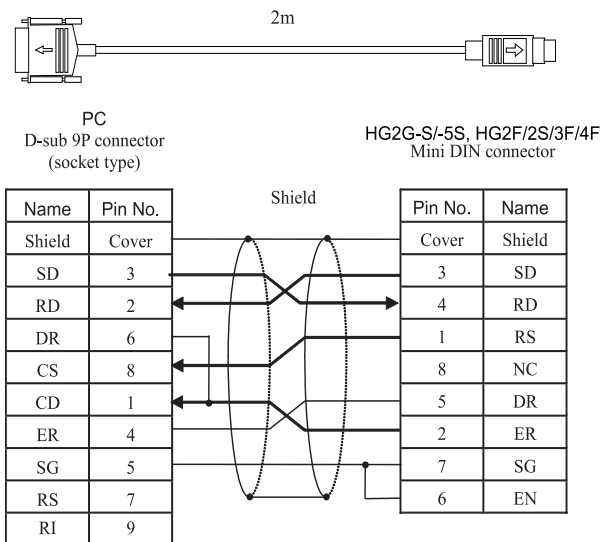 2m
PC
D-sub 9P connector
(socket type)
HG2G-S/-5S, HG2F/2S/3F/4F
Mini DIN connector
Shield
Name Pin No.
Shield Cover
SD 3
RD 2
DR 6
CS 8
CD 1
ER 4
SG 5
RS 7
RI 9
Pin No. Name
Cover Shield
3 SD
4 RD
1 RS
8 NC
5 DR
2 ER
7 SG
6 EN